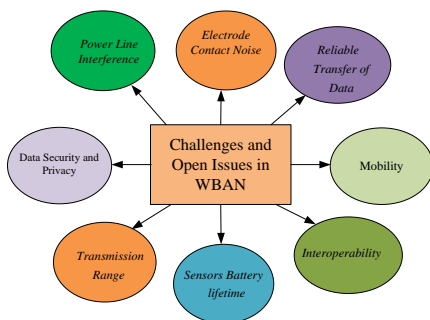 Power Line
Interference
Electrode
Contact Noise
Reliable
Transfer of
Data
Data Security and
Privacy
Challenges and
Open Issues in
WBAN
Mobility
Transmission
Range
Sensors Battery
lifetime
Interoperability